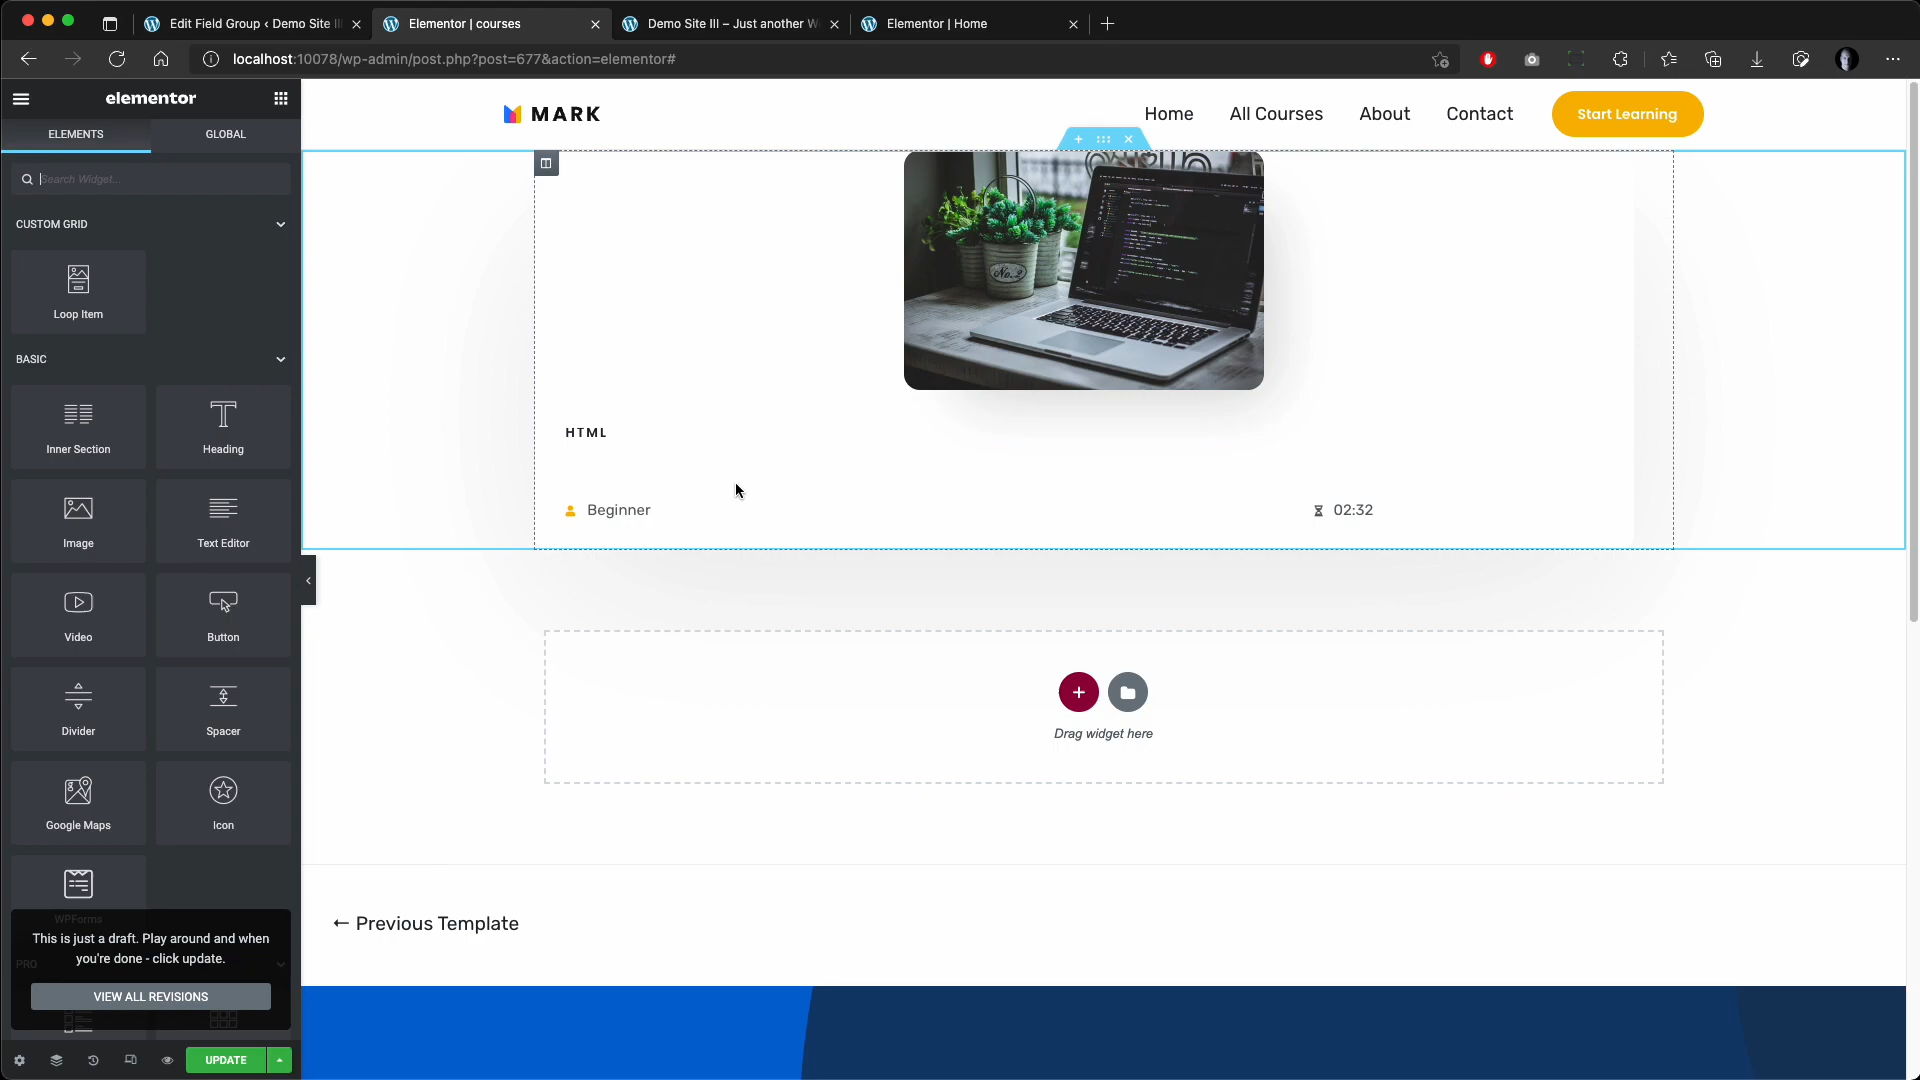 Edit Field Group ‹ Demo Site II
Elementor | courses
Demo Site III – Just another W
Elementor | Home
localhost:10078/wp-admin/post.php?post=677&action=elementor#
elementor
ELEMENTS
GLOBAL
Search Widget...
CUSTOM GRID
Loop Item
BASIC
Inner Section
Heading
Image
Text Editor
Video
Button
Divider
Spacer
Google Maps
Icon
WPForms
This is just a draft. Play around and when
you're done - click update.
PRO
VIEW ALL REVISIONS
UPDATE
MARK
Home
All Courses
About
Contact
Start Learning
No. 2
HTML
Beginner
02:32
Drag widget here
← Previous Template